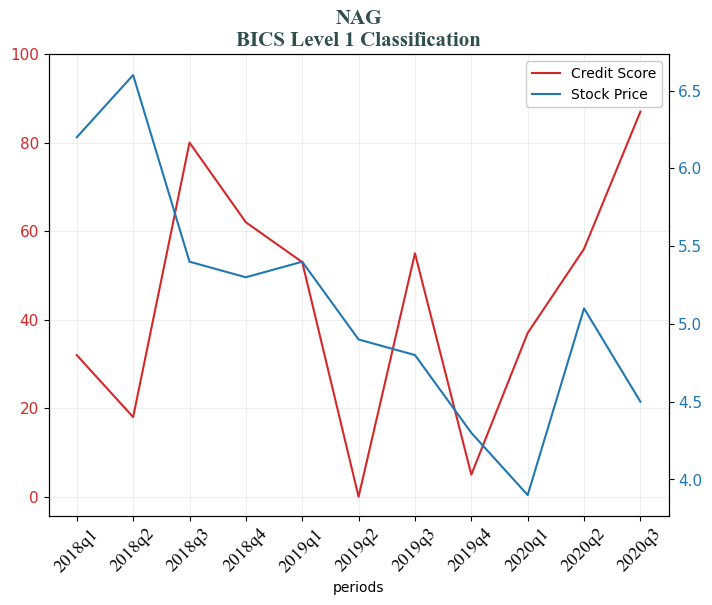 NAG
BICS Level 1 Classification
Credit Score
Stock Price
100
80
60
40
20
0
6.5
6.0
5.5
5.0
4.5
4.0
2018q1
2018q2
2018q3
2018q4
2019q1
2019q2
2019q3
2019q4
2020q1
2020q2
2020q3
periods